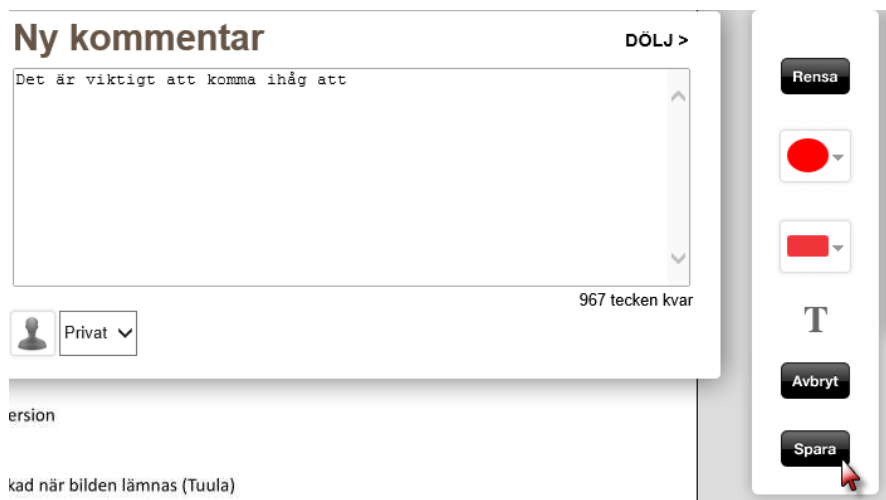 Ny kommentar
DÖLJ >
Det är viktigt att komma ihåg att
967 tecken kvar
Privat
ersion
kad när bilden lämnas (Tuula)
Rensa
T
Avbryt
Spara